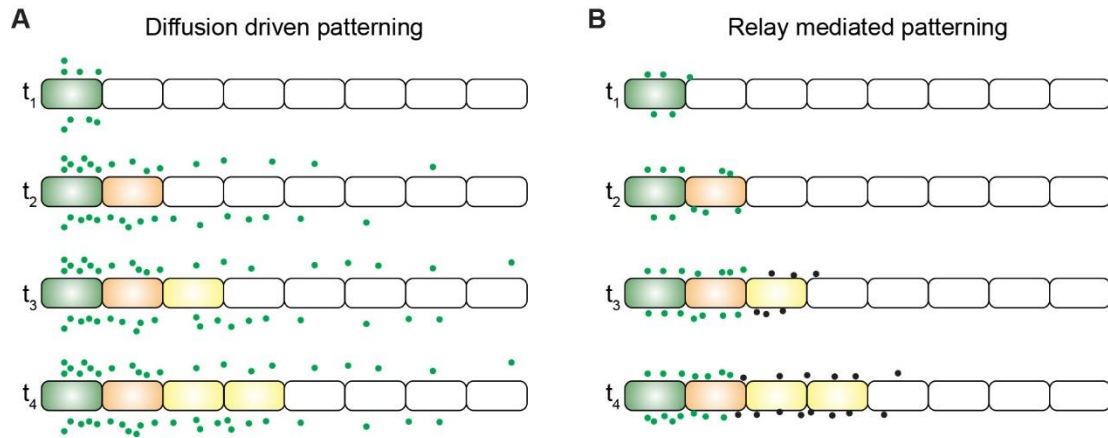 A
Diffusion driven patterning
t1
t2
t3
t4
B
Relay mediated patterning
t1
t2
t3
t4